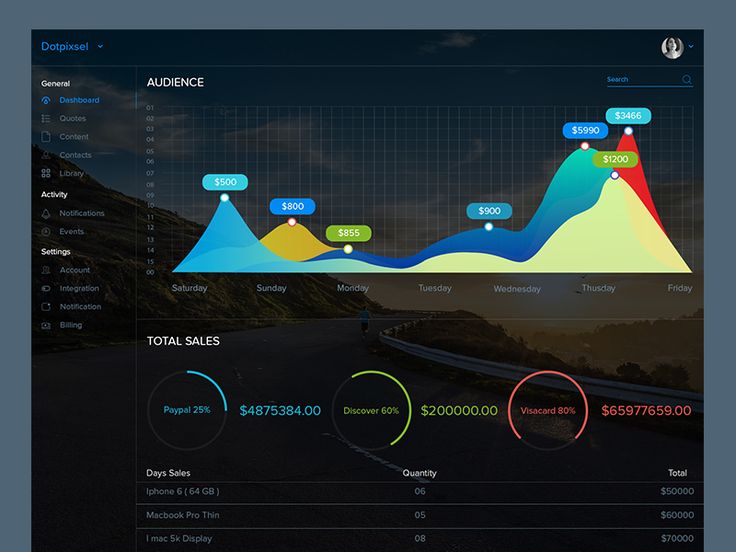 Dotpixsel
General
Dashboard
Quotes
Content
Contacts
Library
Activity
Notifications
Events
Settings
Account
Integration
Notification
Billing
AUDIENCE
Search
01
02
03
04
05
06
07
08
09
10
11
12
13
14
15
00
$500
$800
$855
$900
$5990
$3466
$1200
Saturday Sunday Monday Tuesday Wednesday Thusday Friday
TOTAL SALES
Paypal 25% $4875384.00 Discover 60% $200000.00 Visacard 80% $65977659.00
Days Sales Quantity Total
Iphone 6 ( 64 GB ) 06 $50000
Macbook Pro Thin 05 $60000
I mac 5k Display 08 $70000